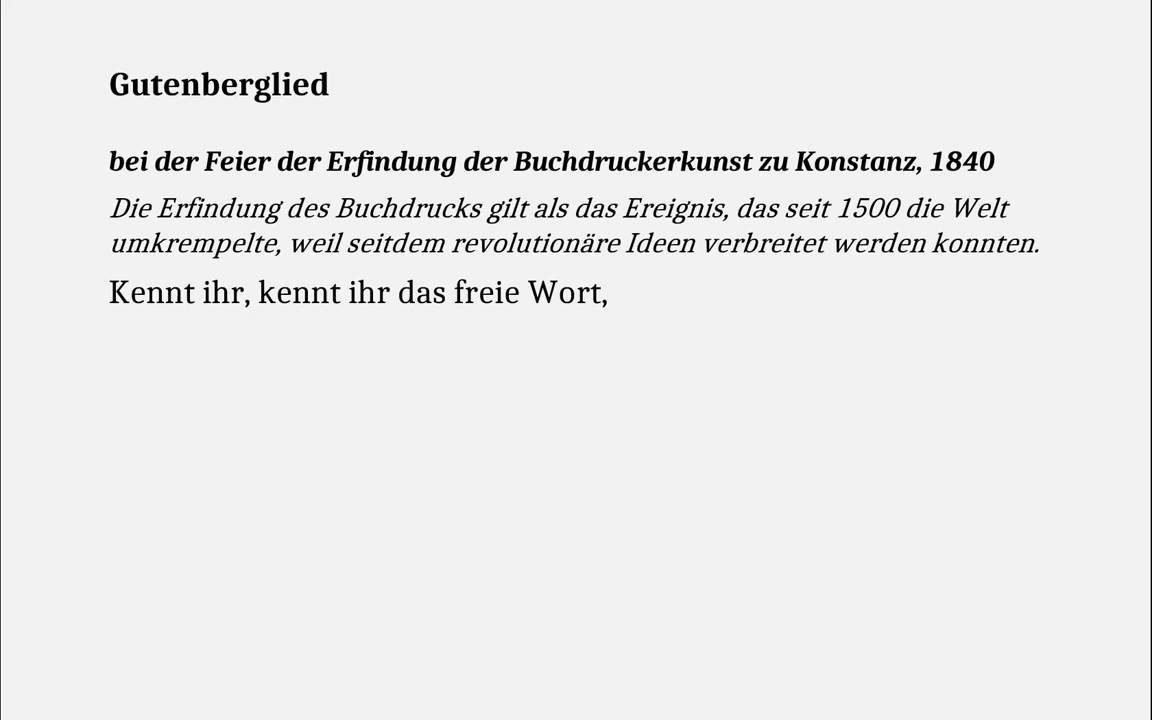 Gutenberglied
bei der Feier der Erfindung der Buchdruckerkunst zu Konstanz, 1840
Die Erfindung des Buchdrucks gilt als das Ereignis, das seit 1500 die Welt
umkrempelte, weil seitdem revolutionäre Ideen verbreitet werden konnten.
Kennt ihr, kennt ihr das freie Wort,